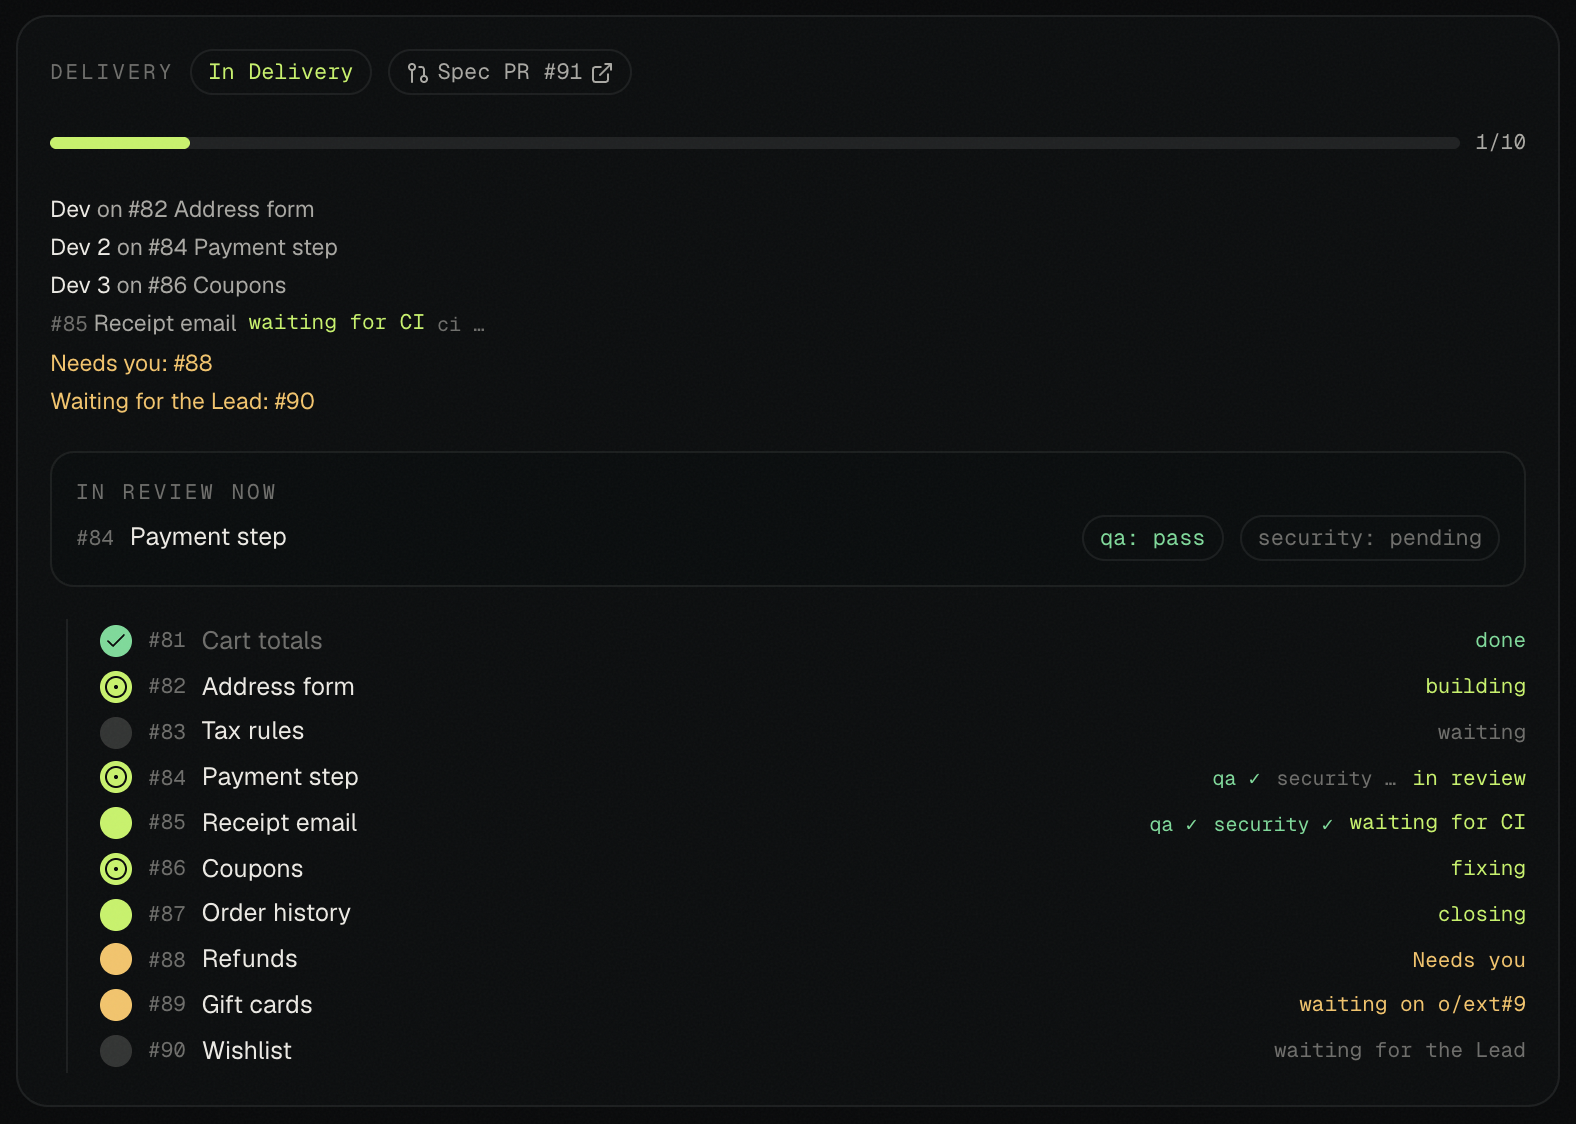 DELIVERY In Delivery Spec PR #91
1/10
Dev on #82 Address form
Dev 2 on #84 Payment step
Dev 3 on #86 Coupons
#85 Receipt email waiting for CI ci …
Needs you: #88
Waiting for the Lead: #90
IN REVIEW NOW
#84 Payment step qa: pass security: pending
#81 Cart totals done
#82 Address form building
#83 Tax rules waiting
#84 Payment step qa ✓ security … in review
#85 Receipt email qa ✓ security ✓ waiting for CI
#86 Coupons fixing
#87 Order history closing
#88 Refunds Needs you
#89 Gift cards waiting on o/ext#9
#90 Wishlist waiting for the Lead